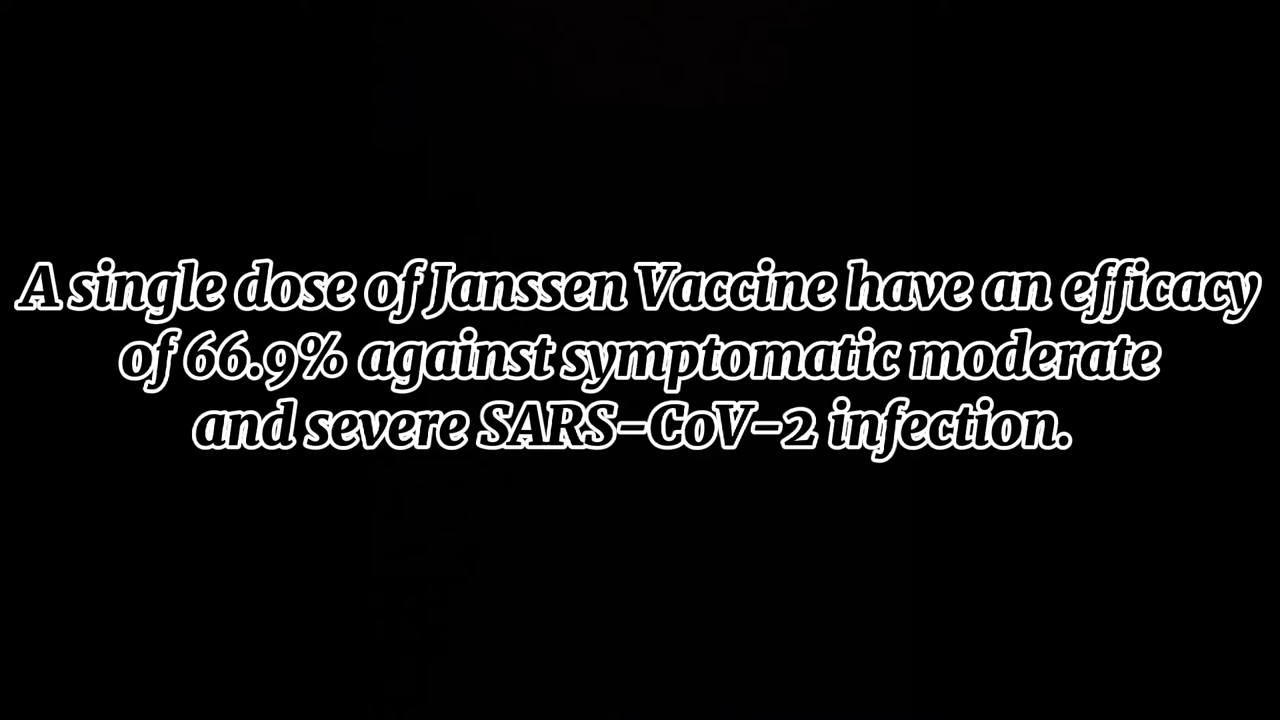 A single dose of Janssen Vaccine have an efficacy
of 66.9% against symptomatic moderate
and severe SARS-CoV-2 infection.